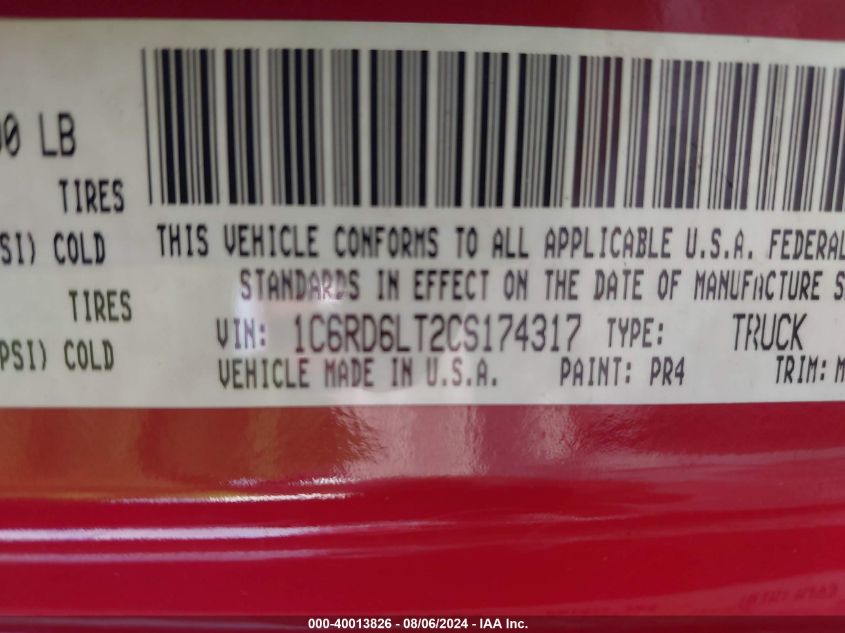 00 LB
TIRES
SI) COLD
TIRES
PSI) COLD
THIS VEHICLE CONFORMS TO ALL APPLICABLE U.S.A. FEDERAL
STANDARDS IN EFFECT ON THE DATE OF MANUFACTURE S
VIN: 1C6RD6LT2CS174317 TYPE: TRUCK
VEHICLE MADE IN U.S.A. PAINT: PR4 TRIM: M
000-40013826 - 08/06/2024 - IAA Inc.